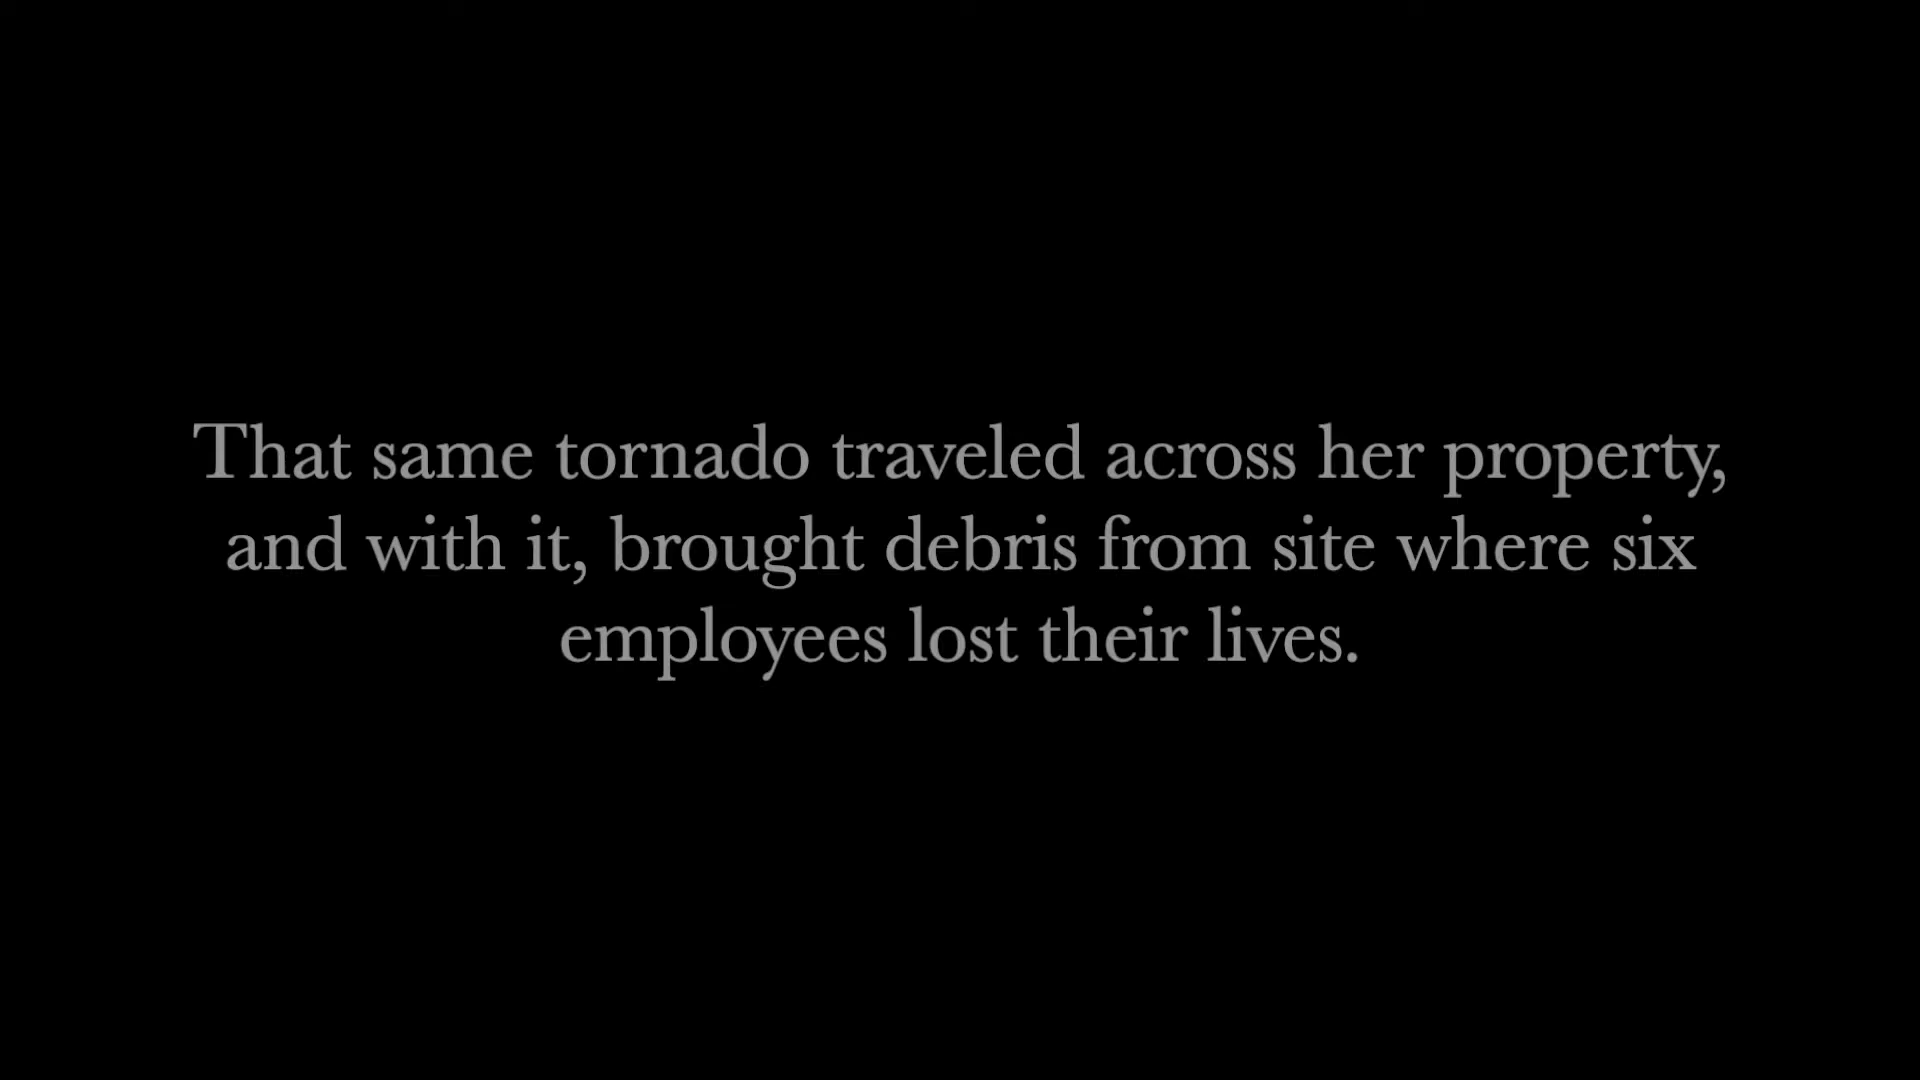 That same tornado traveled across her property,
and with it, brought debris from site where six
employees lost their lives.